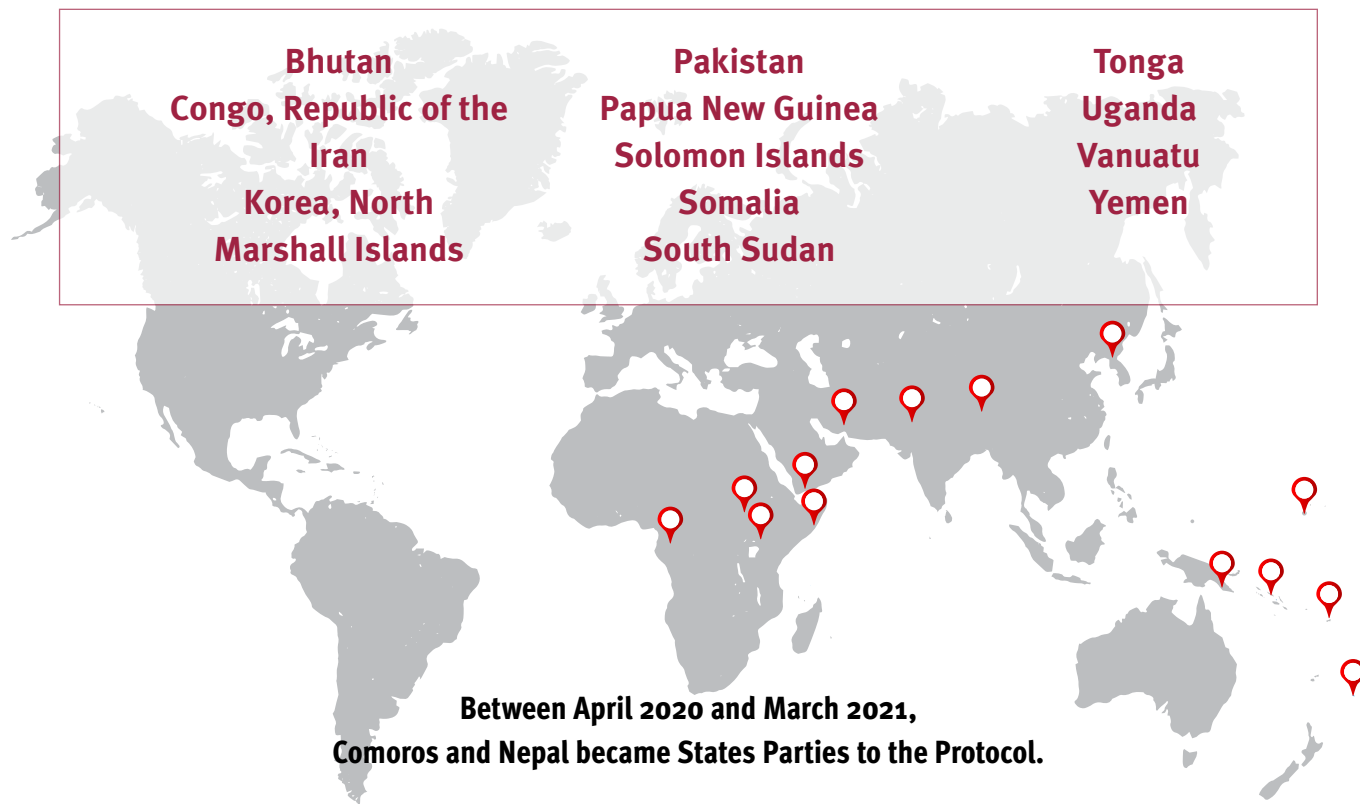 Bhutan
Congo, Republic of the
Iran
Korea, North
Marshall Islands
Pakistan
Papua New Guinea
Solomon Islands
Somalia
South Sudan
Tonga
Uganda
Vanuatu
Yemen
Between April 2020 and March 2021,
Comoros and Nepal became States Parties to the Protocol.